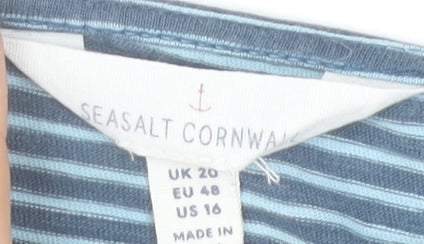 SEASALT CORNWA
UK 20
EU 48
US 16
MADE IN